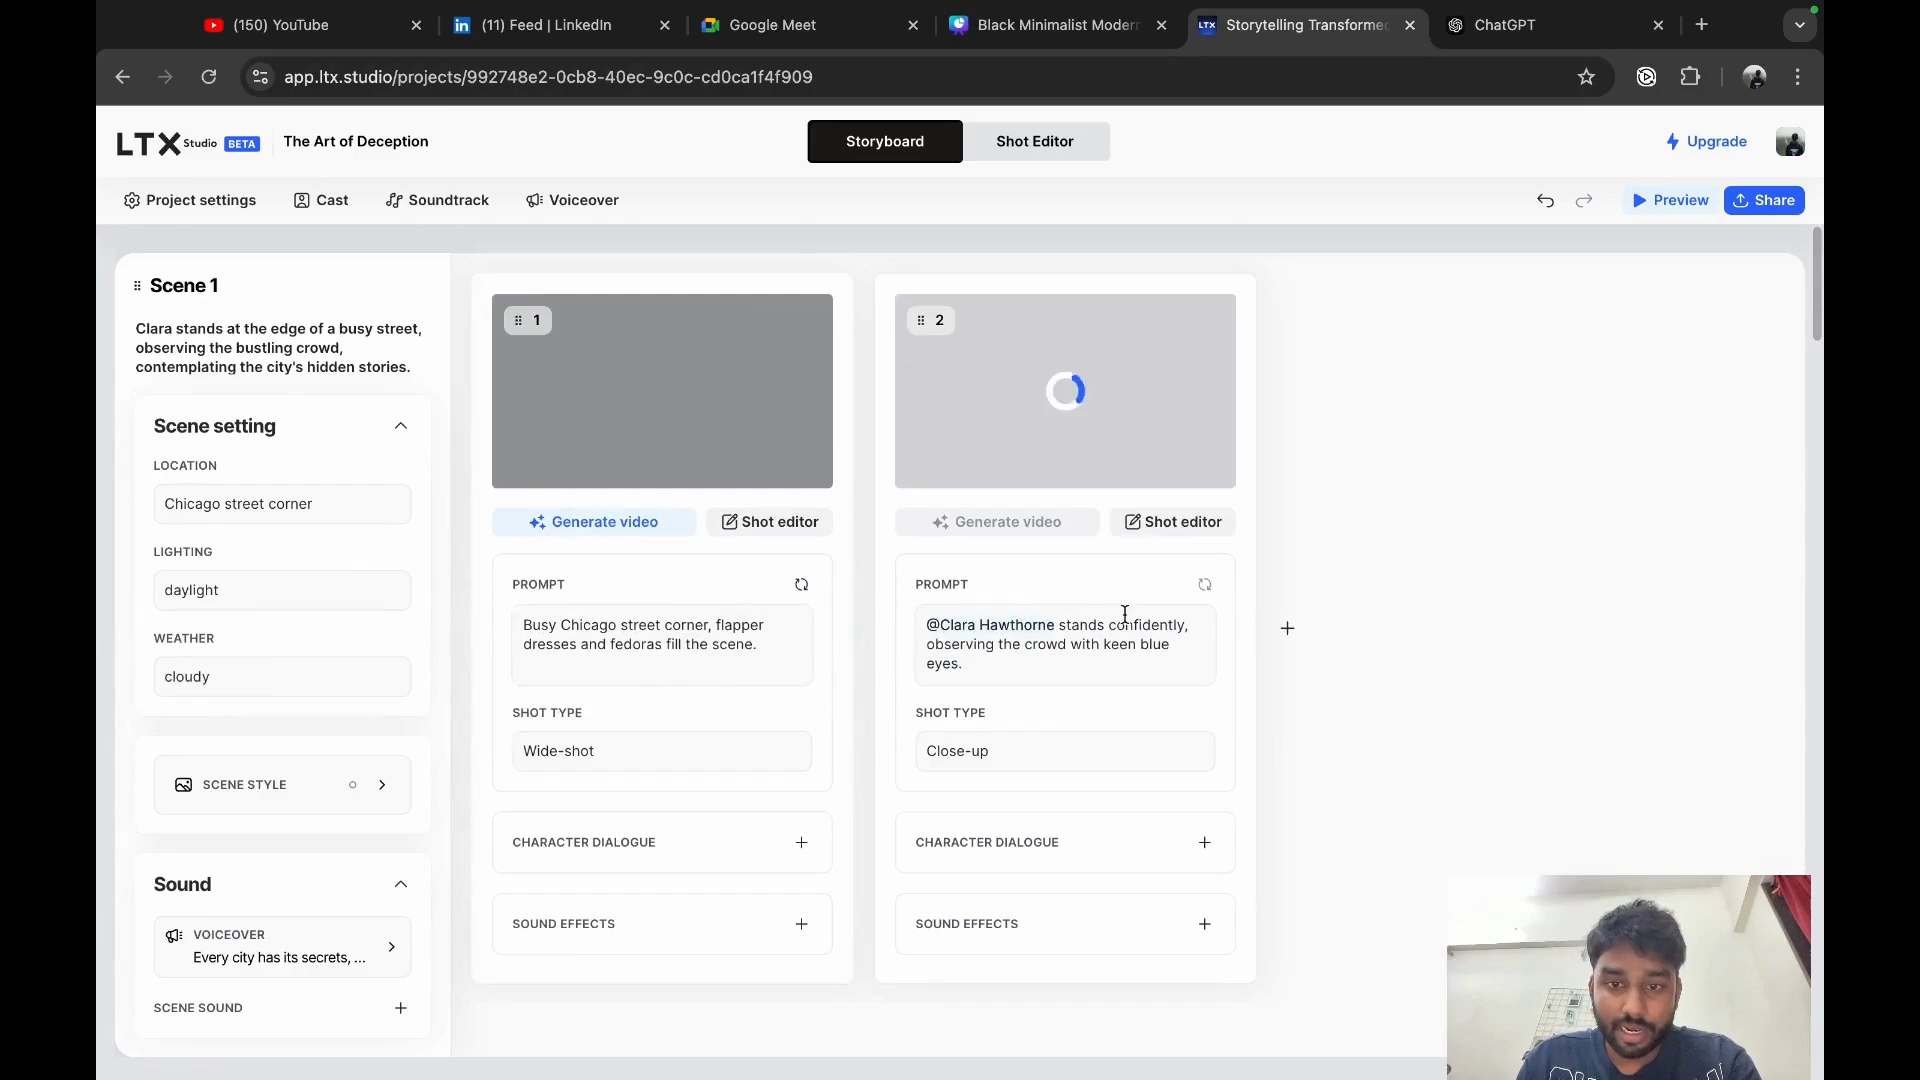 (150) YouTube
(11) Feed | LinkedIn
Google Meet
Black Minimalist Modern
LTX
Storytelling Transformed
ChatGPT
app.ltx.studio/projects/992748e2-0cb8-40ec-9c0c-cd0ca1f4f909
LTX Studio BETA
The Art of Deception
Storyboard
Shot Editor
Upgrade
Project settings
Cast
Soundtrack
Voiceover
Preview
Share
Scene 1
Clara stands at the edge of a busy street,
observing the bustling crowd,
contemplating the city's hidden stories.
Scene setting
LOCATION
Chicago street corner
LIGHTING
daylight
WEATHER
cloudy
SCENE STYLE
Sound
VOICEOVER
Every city has its secrets, ...
SCENE SOUND
1
Generate video
Shot editor
PROMPT
Busy Chicago street corner, flapper
dresses and fedoras fill the scene.
SHOT TYPE
Wide-shot
CHARACTER DIALOGUE
SOUND EFFECTS
2
Generate video
Shot editor
PROMPT
@Clara Hawthorne stands confidently,
observing the crowd with keen blue
eyes.
SHOT TYPE
Close-up
CHARACTER DIALOGUE
SOUND EFFECTS